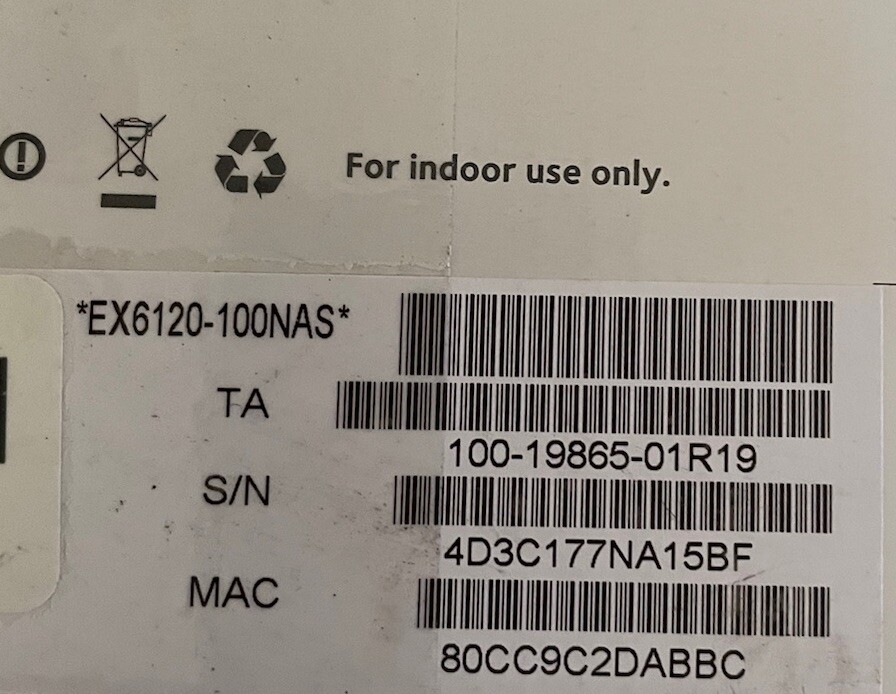 For indoor use only.
*EX6120-100NAS*
TA
100-19865-01R19
S/N
4D3C177NA15BF
MAC
80CC9C2DABBC